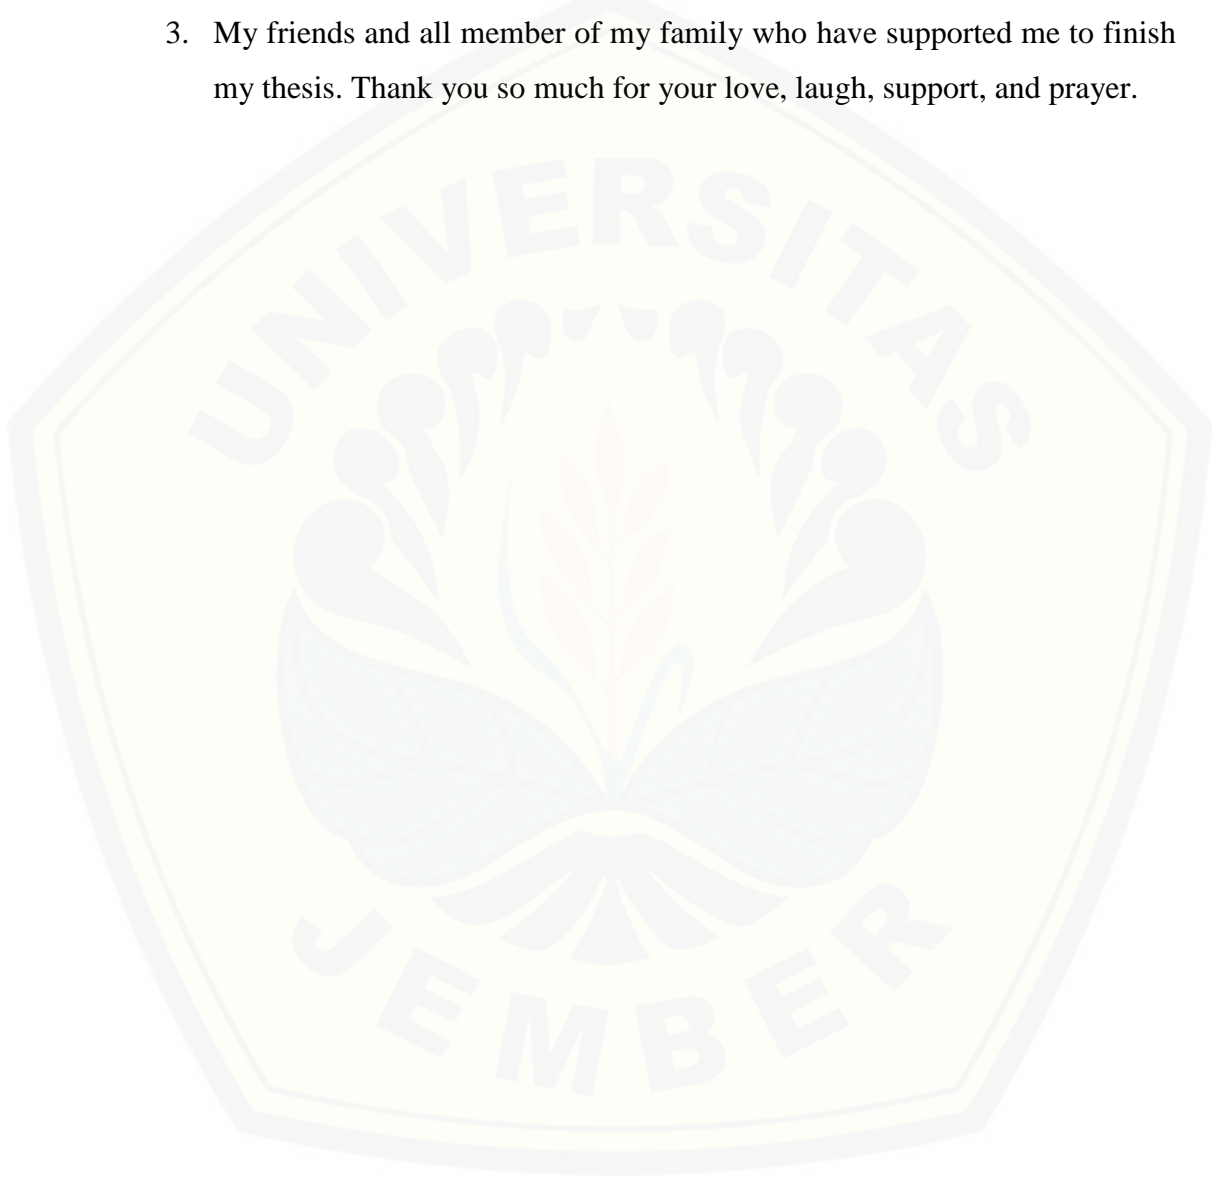 3. My friends and all member of my family who have supported me to finish
my thesis. Thank you so much for your love, laugh, support, and prayer.
UNIVERSITAS
JEMBER